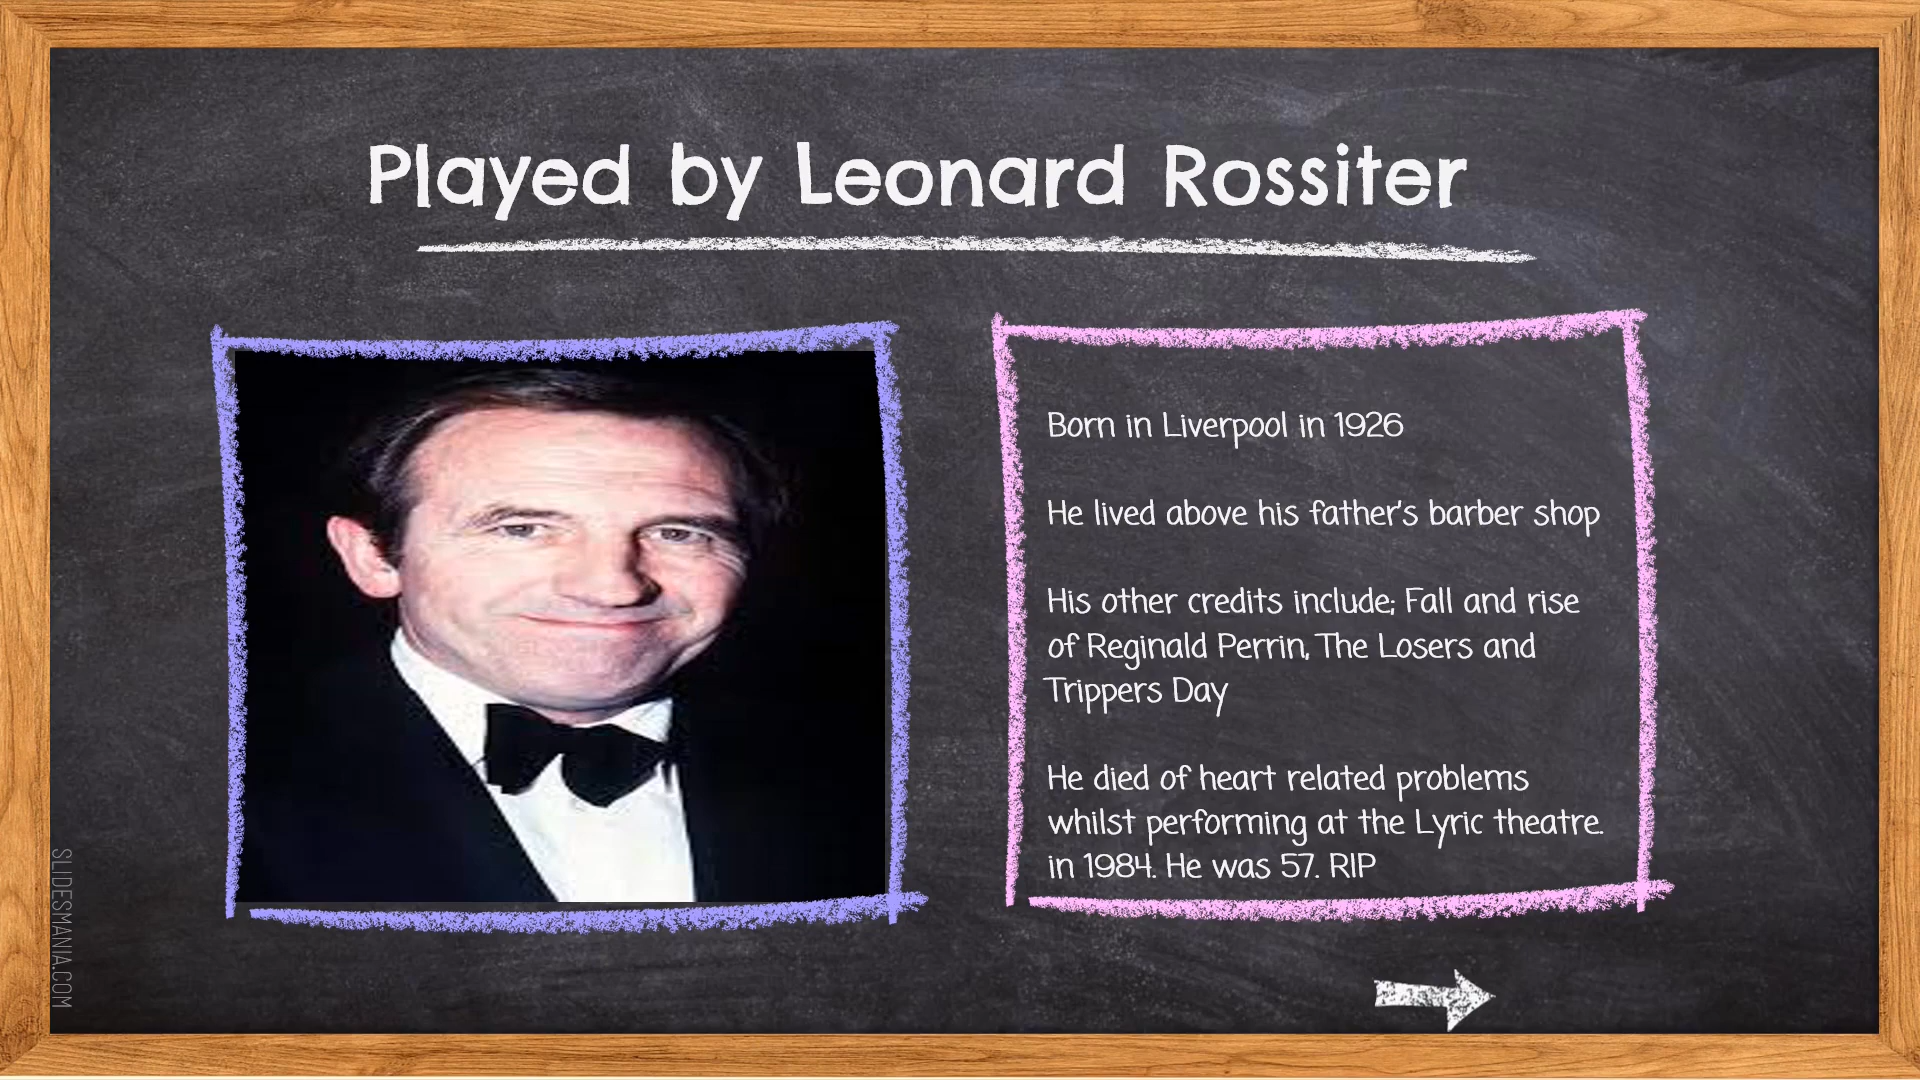 Played by Leonard Rossiter
Born in Liverpool in 1926
He lived above his father's barber shop
His other credits include; Fall and rise
of Reginald Perrin, The Losers and
Trippers Day
He died of heart related problems
whilst performing at the Lyric theatre.
in 1984. He was 57. RIP
SLIDESMANIA.COM